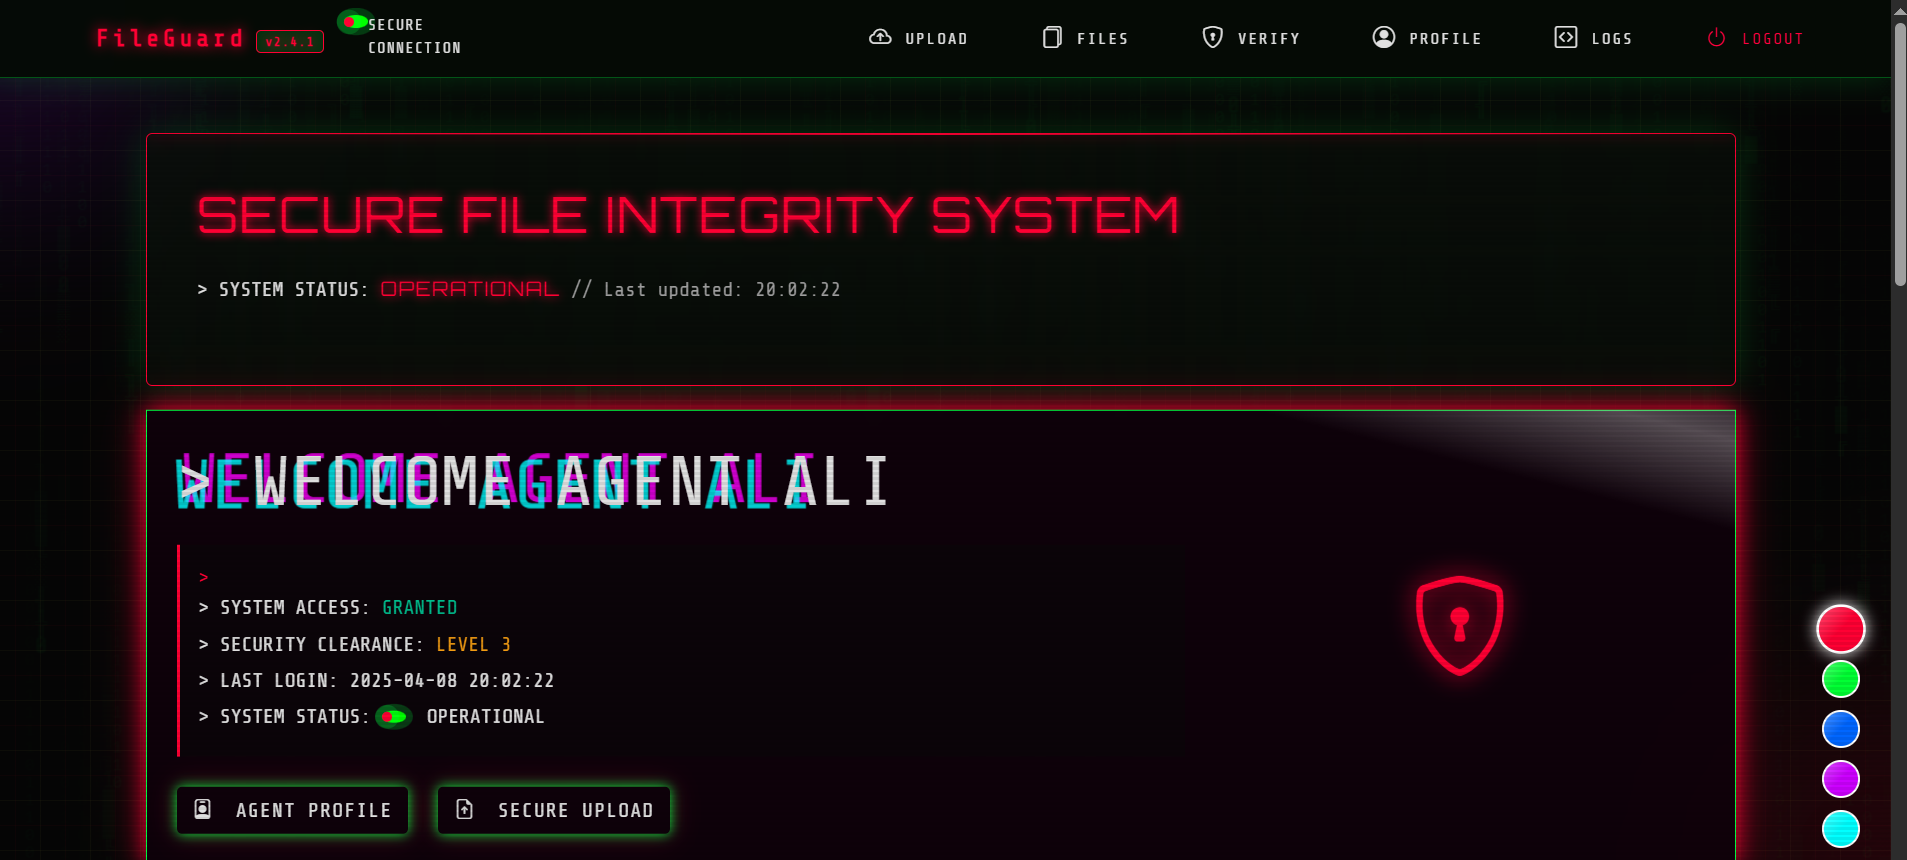 FileGuard v2.4.1
SECURE
CONNECTION
UPLOAD
FILES
VERIFY
PROFILE
LOGS
LOGOUT
SECURE FILE INTEGRITY SYSTEM
> SYSTEM STATUS: OPERATIONAL // Last updated: 20:02:22
> WELCOME AGENT ALI
>
> SYSTEM ACCESS: GRANTED
> SECURITY CLEARANCE: LEVEL 3
> LAST LOGIN: 2025-04-08 20:02:22
> SYSTEM STATUS: OPERATIONAL
AGENT PROFILE
SECURE UPLOAD